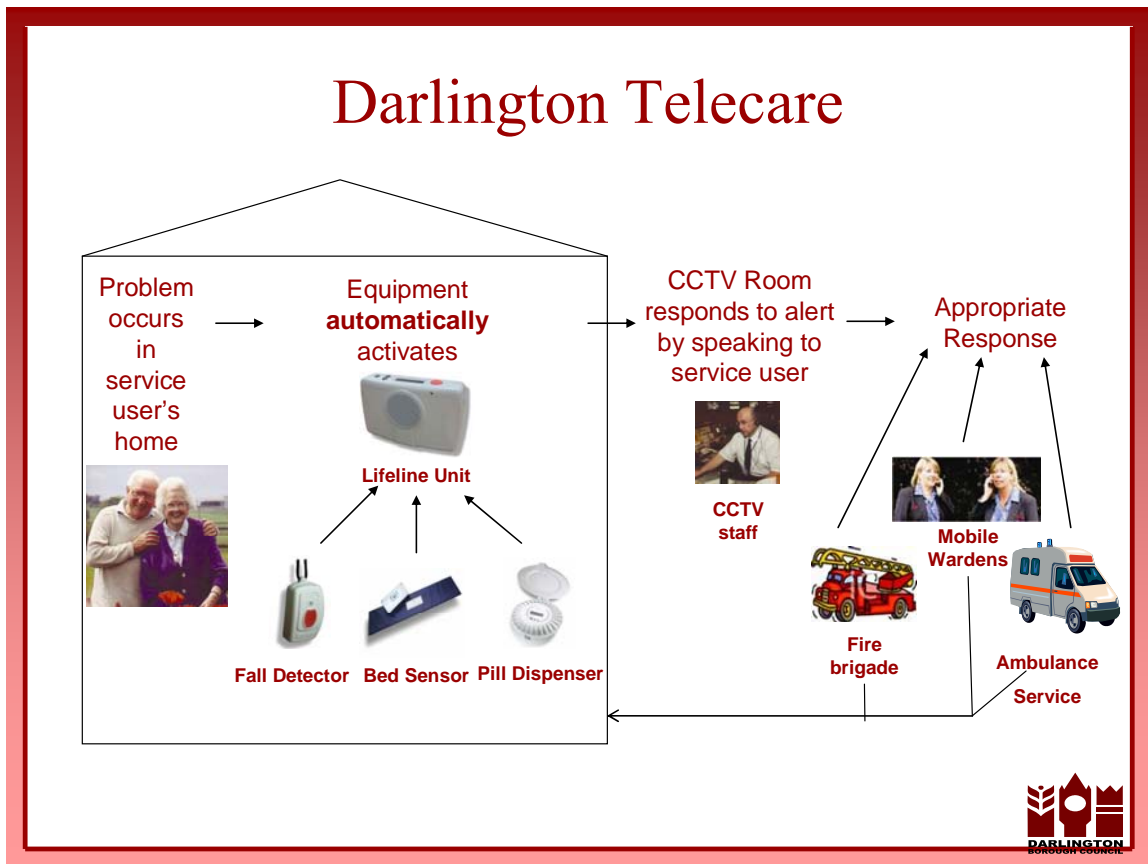 Darlington Telecare
Problem
occurs
in
service
user's
home
Equipment
automatically
activates
Lifeline Unit
Fall Detector
Bed Sensor
Pill Dispenser
CCTV Room
responds to alert
by speaking to
service user
CCTV
staff
Appropriate
Response
Mobile
Wardens
Fire
brigade
Ambulance
Service
DARLINGTON
BOROUGH COUNCIL